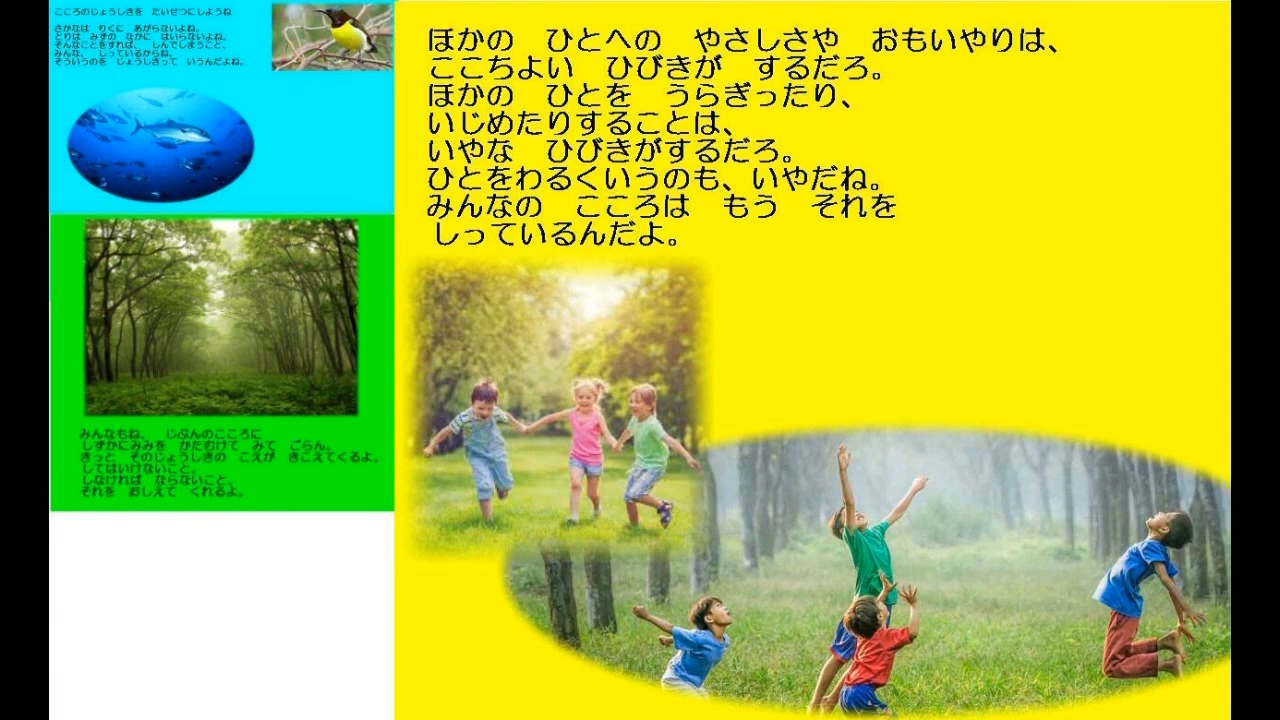 こころのじょうしきを　たいせつにしようね
さかなは　りくに　あがらないよね。
とりは　みずの　なかに　はいらないよね。
そんなことをすれば、　しんでしまうこと、
みんな、　しっているからね。
そういうのを　じょうしきって　いうんだよね。
みんなもね、　じぶんのこころに
しずかにみみを　かたむけて　みて　ごらん。
きっと　そのじょうしきの　こえが　きこえてくるよ。
してはいけないこと、
しなければ　ならないこと、
それを　おしえて　くれるよ。
ほかの　ひとへの　やさしさや　おもいやりは、
ここちよい　ひびきが　するだろ。
ほかの　ひとを　うらぎったり、
いじめたりすることは、
いやな　ひびきがするだろ。
ひとをわるくいうのも、いやだね。
みんなの　こころは　もう　それを
しっているんだよ。